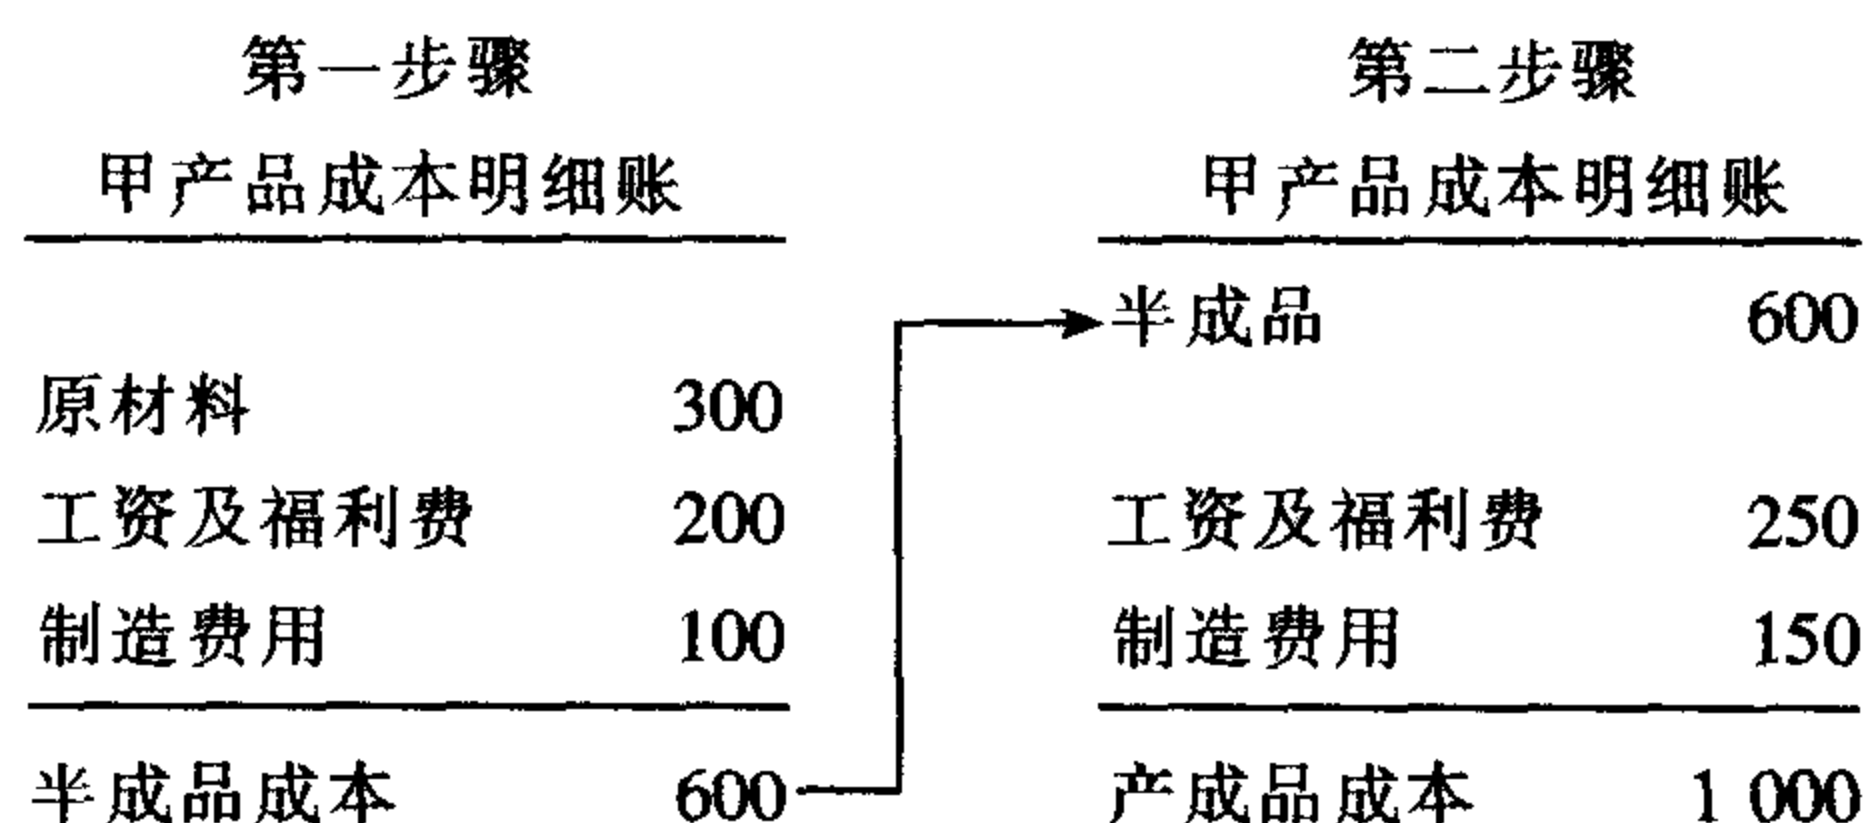 第一步骤
甲产品成本明细账
原材料 300
工资及福利费 200
制造费用 100
半成品成本 600
第二步骤
甲产品成本明细账
半成品 600
工资及福利费 250
制造费用 150
产成品成本 1 000